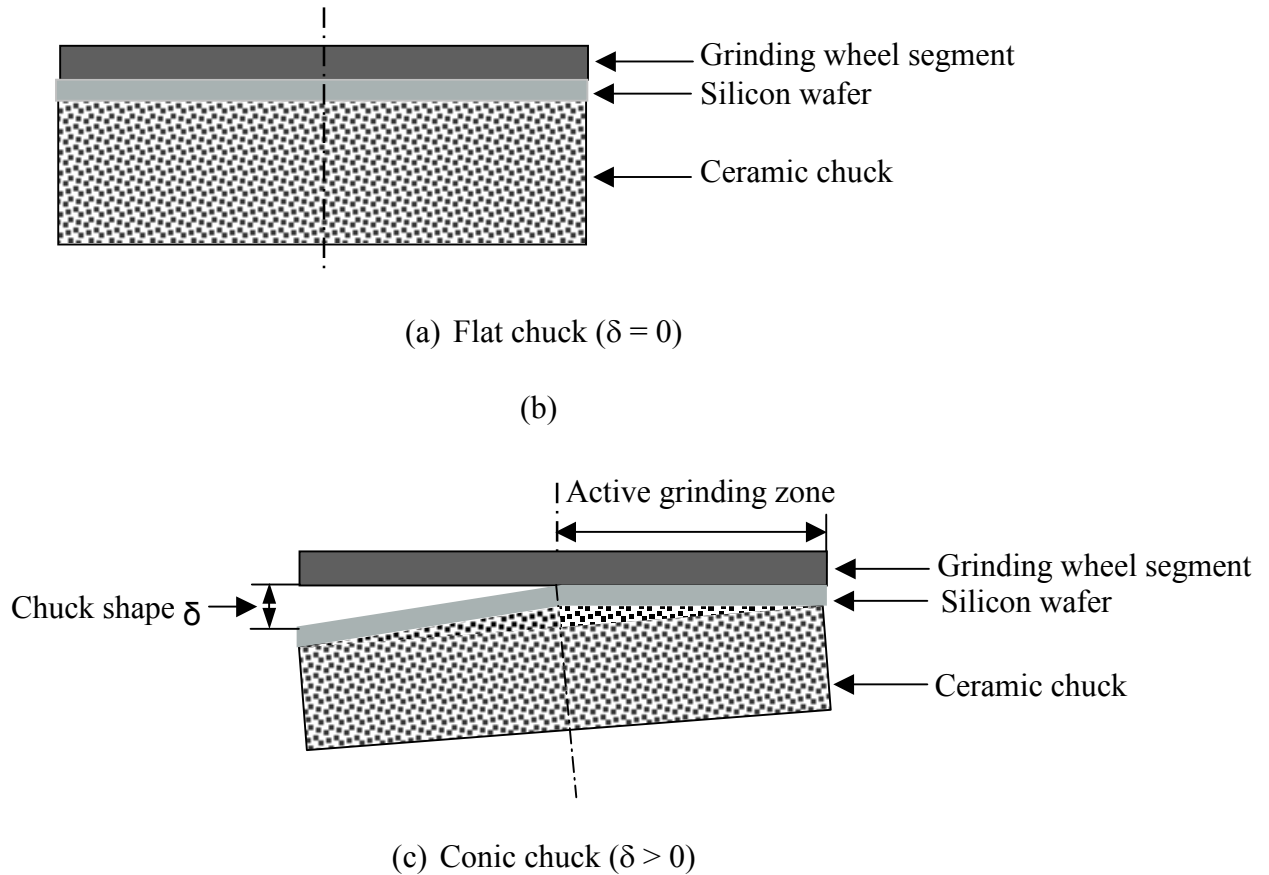 Grinding wheel segment
Silicon wafer
Ceramic chuck
(a) Flat chuck (δ = 0)
(b)
Active grinding zone
Grinding wheel segment
Chuck shape δ
Silicon wafer
Ceramic chuck
(c) Conic chuck (δ > 0)